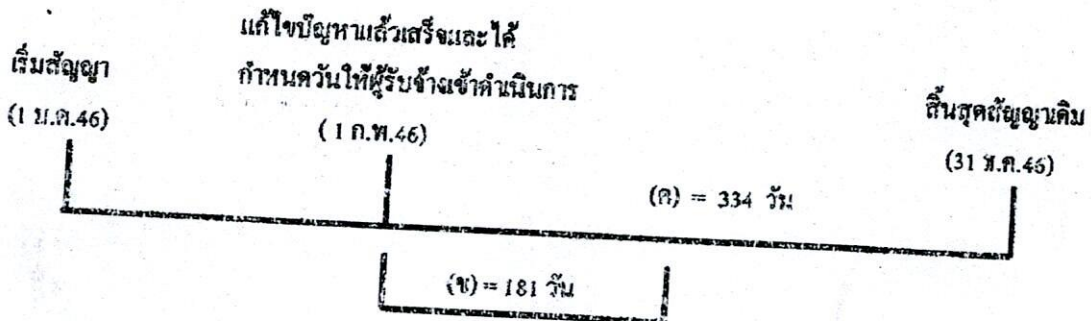 แก้ไขปัญหาแล้วเสร็จและได้
กำหนดวันให้ผู้รับจ้างเข้าดำเนินการ
(1 ก.พ.46)
เริ่มสัญญา
(1 ม.ค.46)
สิ้นสุดสัญญาเดิม
(31 ธ.ค.46)
(ค) = 334 วัน
(ข) = 181 วัน